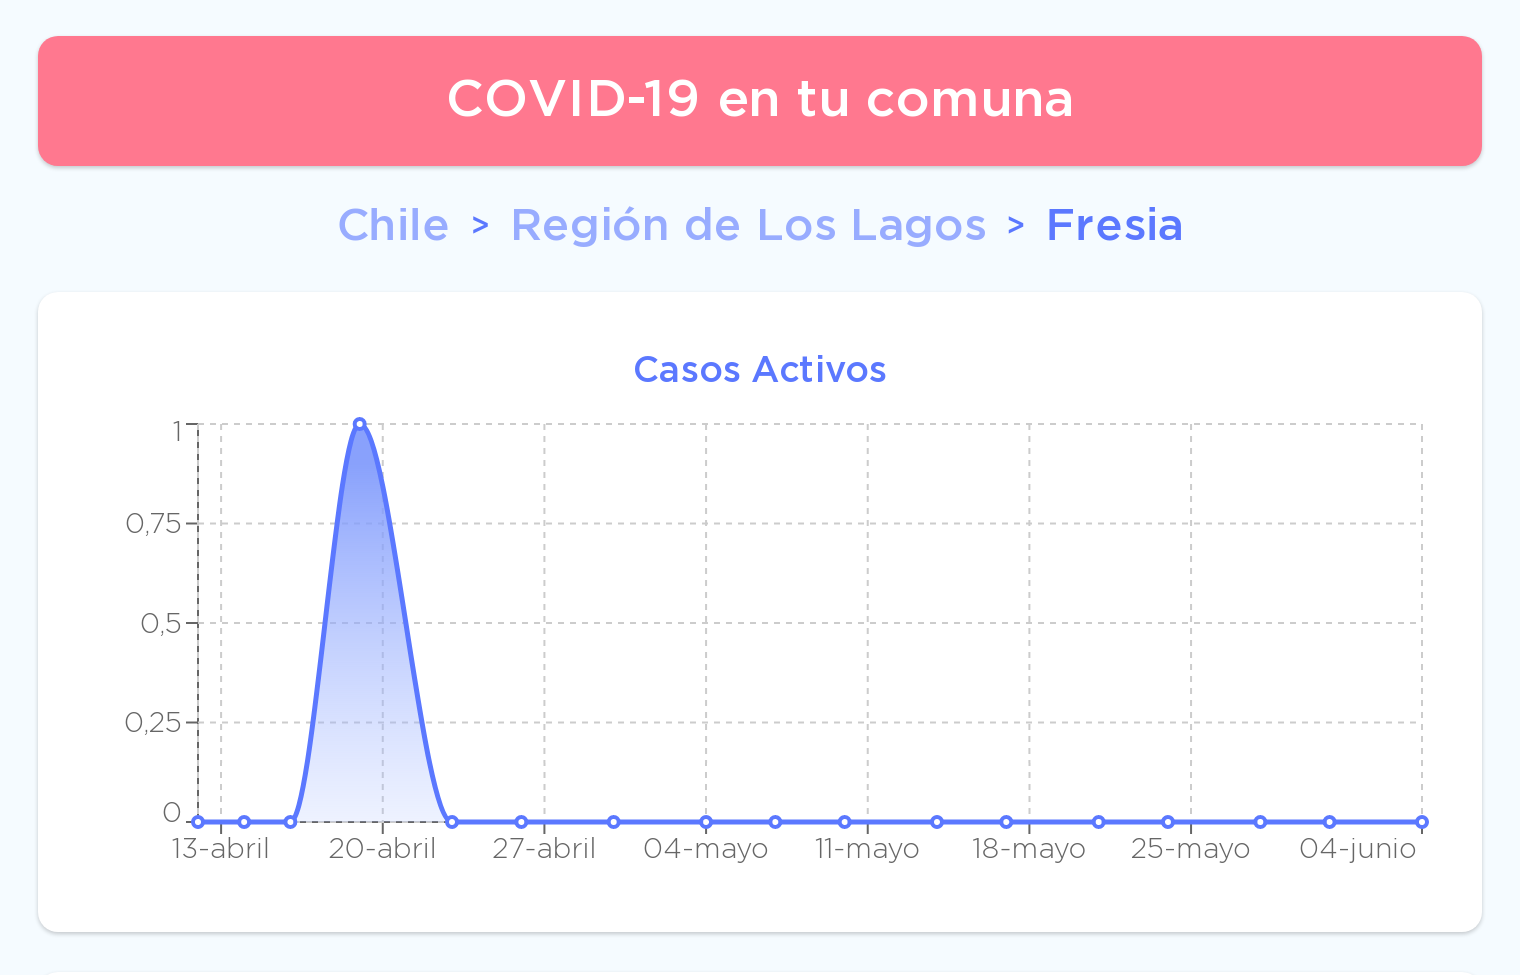 COVID-19 en tu comuna
Chile > Región de Los Lagos > Fresia
Casos Activos
1
0,75
0,5
0,25
0
13-abril 20-abril 27-abril 04-mayo 11-mayo 18-mayo 25-mayo 04-junio